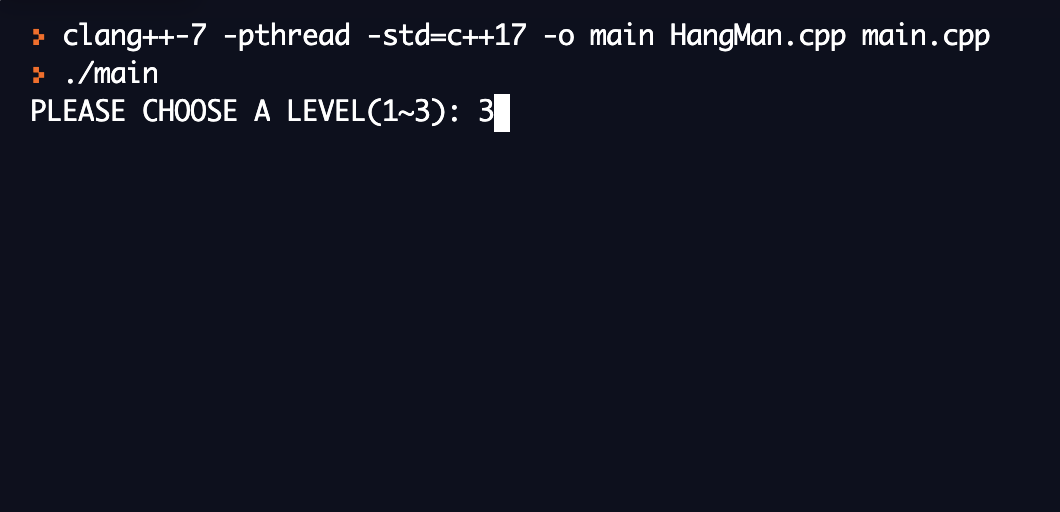 clang++-7 -pthread -std=c++17 -o main HangMan.cpp main.cpp
./main
PLEASE CHOOSE A LEVEL(1~3): 3